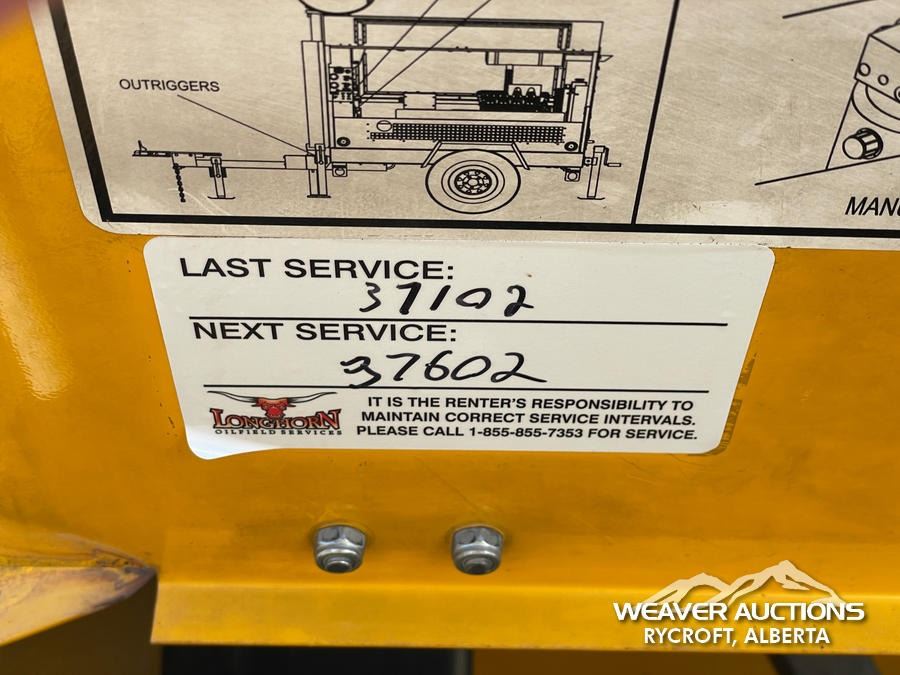 OUTRIGGERS
LAST SERVICE:
37102
NEXT SERVICE:
37602
LONGHORN
OILFIELD SERVICES
IT IS THE RENTER'S RESPONSIBILITY TO
MAINTAIN CORRECT SERVICE INTERVALS.
PLEASE CALL 1-855-855-7353 FOR SERVICE.
WEAVER AUCTIONS
RYCROFT, ALBERTA